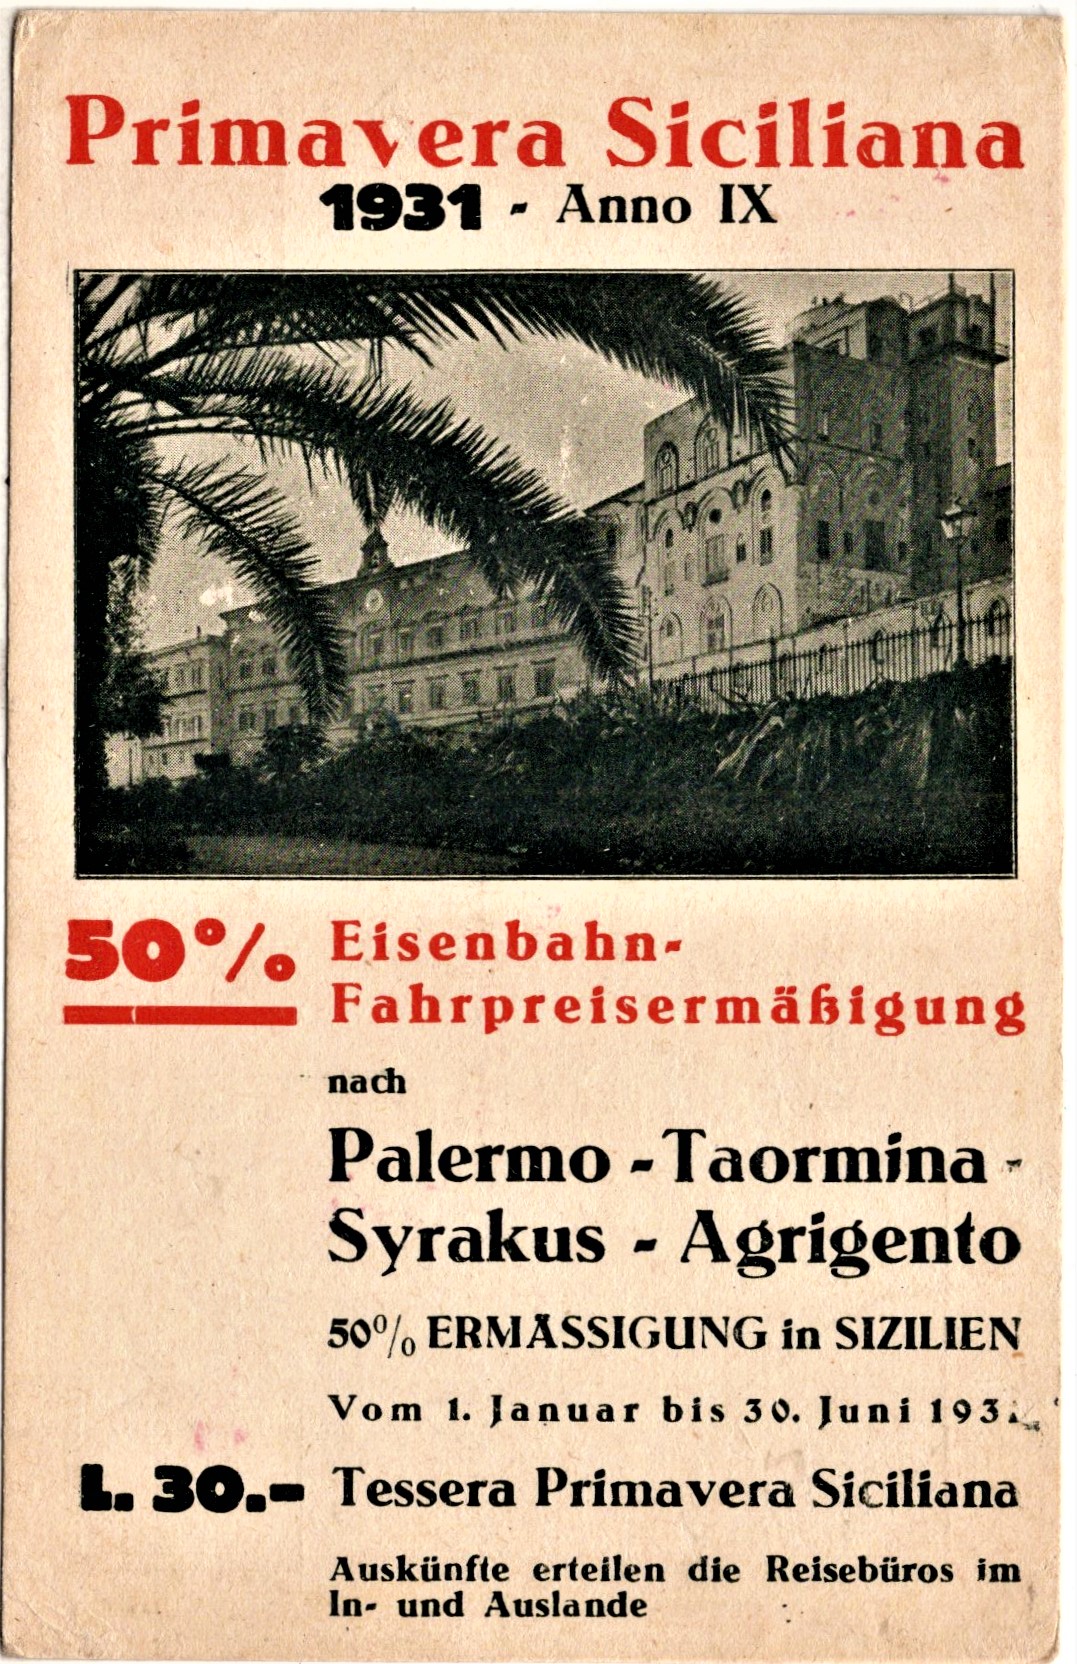 Primavera Siciliana
1931 - Anno IX
50%
Eisenbahn-
Fahrpreisermäßigung
nach
Palermo - Taormina -
Syrakus - Agrigento
50% ERMÄSSIGUNG in SIZILIEN
Vom 1. Januar bis 30. Juni
L. 30.- Tessera Primavera Siciliana
Auskünfte erteilen die Reisebüros im
In- und Auslande